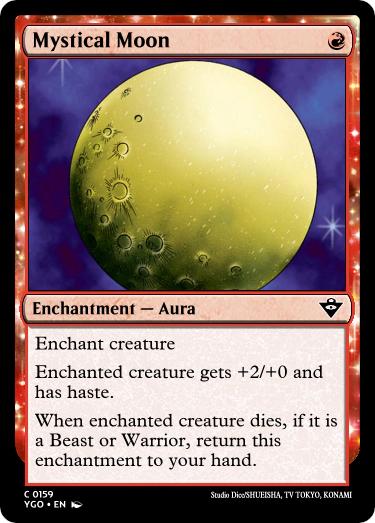 Mystical Moon
Enchantment — Aura
Enchant creature
Enchanted creature gets +2/+0 and
has haste.
When enchanted creature dies, if it is
a Beast or Warrior, return this
enchantment to your hand.
C 0159
YGO • EN
Studio Dice/SHUEISHA, TV TOKYO, KONAMI